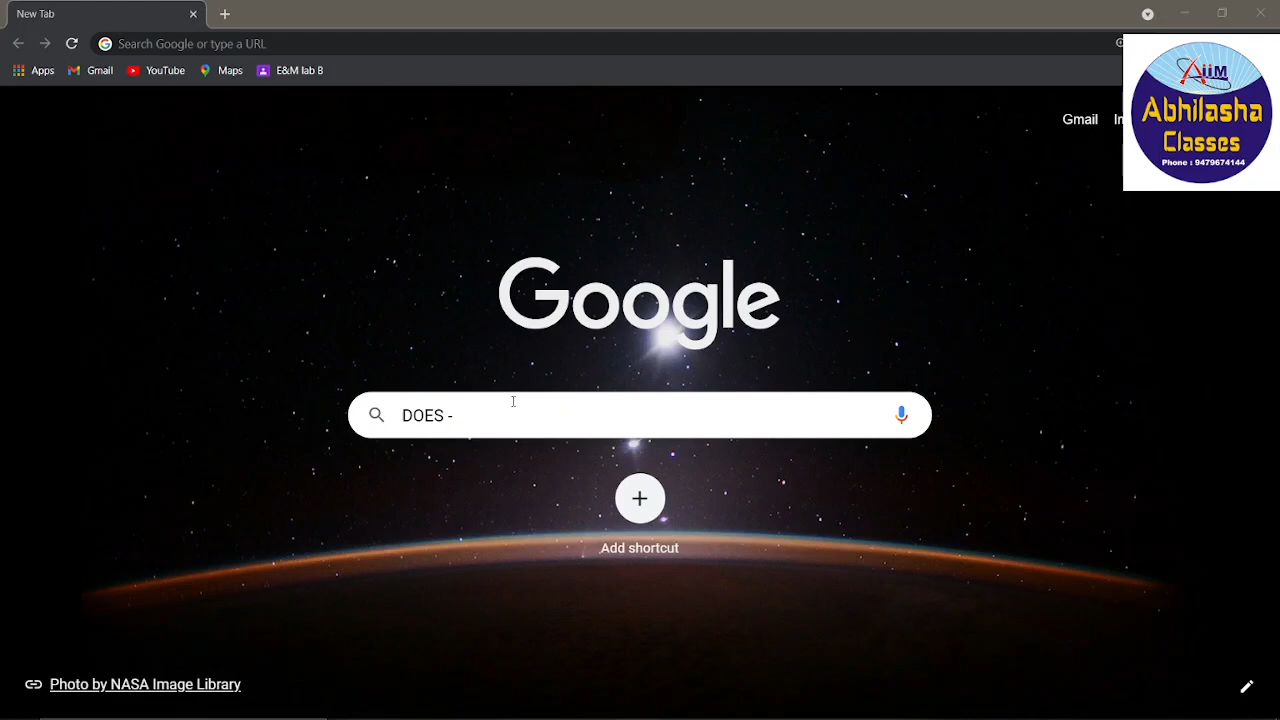 New Tab
Search Google or type a URL
Apps
Gmail
YouTube
Maps
E&M lab B
Gmail
AiiM
Abhilasha
Classes
Phone : 9479674144
Google
DOES -
Add shortcut
Photo by NASA Image Library